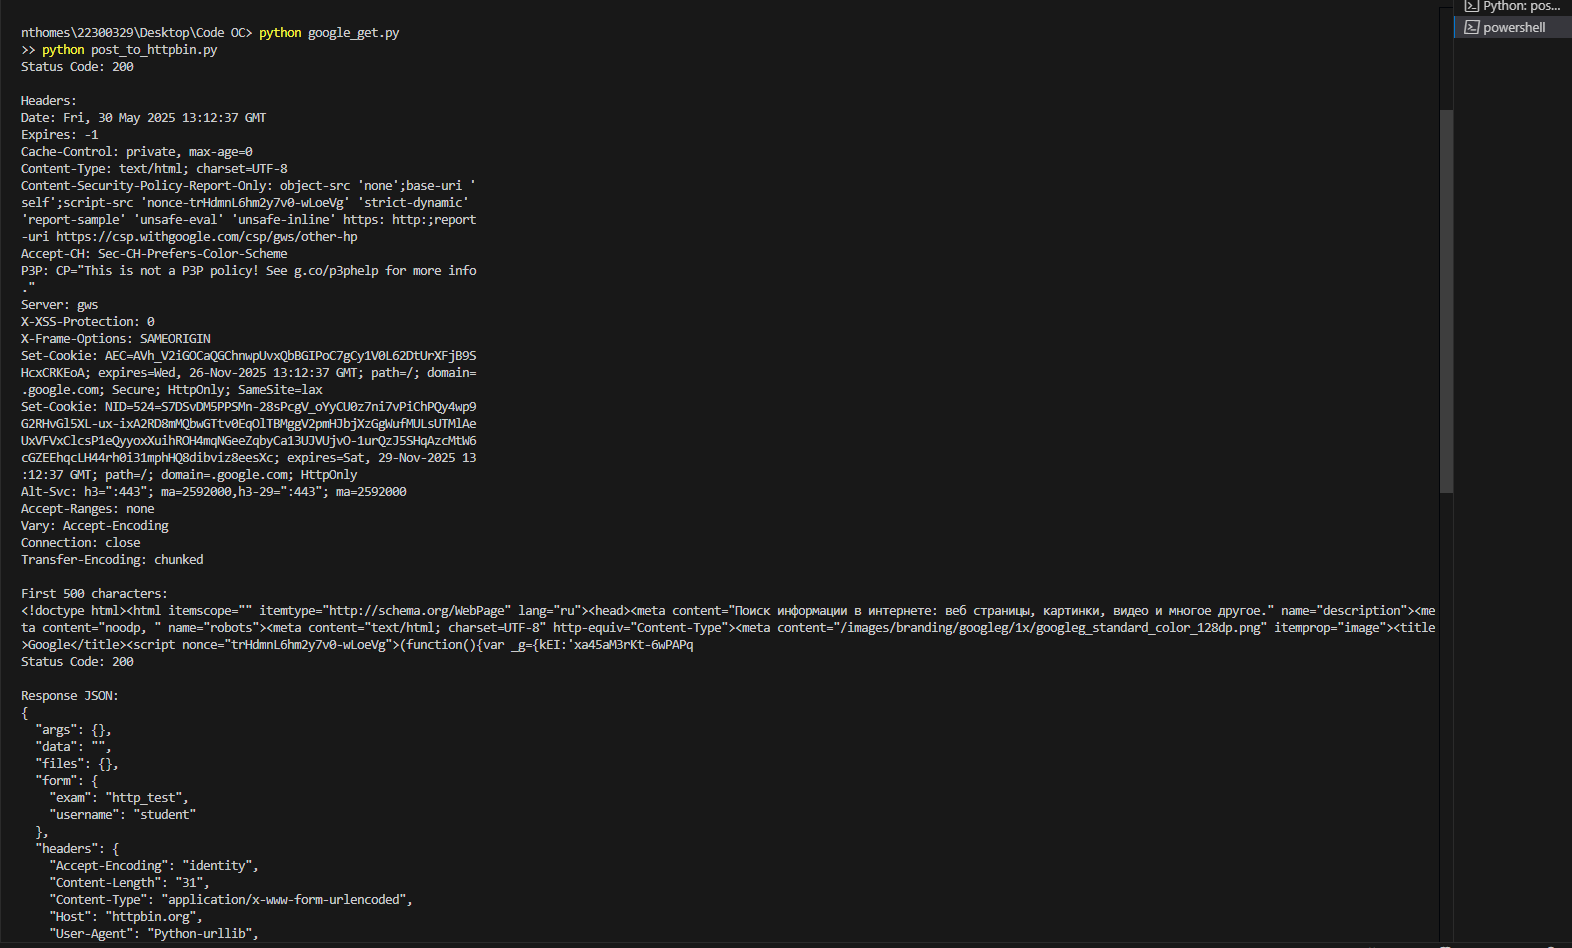 Python: pos...
powershell
nthomes\22300329\Desktop\Code OC> python google_get.py
>> python post_to_httpbin.py
Status Code: 200
Headers:
Date: Fri, 30 May 2025 13:12:37 GMT
Expires: -1
Cache-Control: private, max-age=0
Content-Type: text/html; charset=UTF-8
Content-Security-Policy-Report-Only: object-src 'none';base-uri '
self';script-src 'nonce-trHdmnL6hm2y7v0-wLoeVg' 'strict-dynamic'
'report-sample' 'unsafe-eval' 'unsafe-inline' https: http:;report
-uri https://csp.withgoogle.com/csp/gws/other-hp
Accept-CH: Sec-CH-Prefers-Color-Scheme
P3P: CP="This is not a P3P policy! See g.co/p3phelp for more info
."
Server: gws
X-XSS-Protection: 0
X-Frame-Options: SAMEORIGIN
Set-Cookie: AEC=AVh_V2iGOCaQGChnwpUvxQbBGIPoC7gCy1V0L62DtUrXFjB9S
HcxCRKEoA; expires=Wed, 26-Nov-2025 13:12:37 GMT; path=/; domain=
.google.com; Secure; HttpOnly; SameSite=lax
Set-Cookie: NID=524=S7DSvDM5PPSMn-28sPcgV_oYyCU0z7ni7vPiChPQy4wp9
G2RHvGl5XL-ux-ixA2RD8mMQbwGTtv0EqOlTBMggV2pmHJbjXzGgWufMULsUTMlAe
UxVFVxClcsP1eQyyoxXuihROH4mqNGeeZqbyCa13UJVUjvO-1urQzJ5SHqAzcMtW6
cGZEEhqcLH44rh0i31mphHQ8dibviz8eesXc; expires=Sat, 29-Nov-2025 13
:12:37 GMT; path=/; domain=.google.com; HttpOnly
Alt-Svc: h3=":443"; ma=2592000,h3-29=":443"; ma=2592000
Accept-Ranges: none
Vary: Accept-Encoding
Connection: close
Transfer-Encoding: chunked
First 500 characters:
<!doctype html><html itemscope="" itemtype="http://schema.org/WebPage" lang="ru"><head><meta content="Поиск информации в интернете: веб страницы, картинки, видео и многое другое." name="description"><me
ta content="noodp, " name="robots"><meta content="text/html; charset=UTF-8" http-equiv="Content-Type"><meta content="/images/branding/googleg/1x/googleg_standard_color_128dp.png" itemprop="image"><title
>Google</title><script nonce="trHdmnL6hm2y7v0-wLoeVg">(function(){var _g={kEI:'xa45aM3rKt-6wPAPq
Status Code: 200
Response JSON:
{
"args": {},
"data": "",
"files": {},
"form": {
"exam": "http_test",
"username": "student"
},
"headers": {
"Accept-Encoding": "identity",
"Content-Length": "31",
"Content-Type": "application/x-www-form-urlencoded",
"Host": "httpbin.org",
"User-Agent": "Python-urllib",